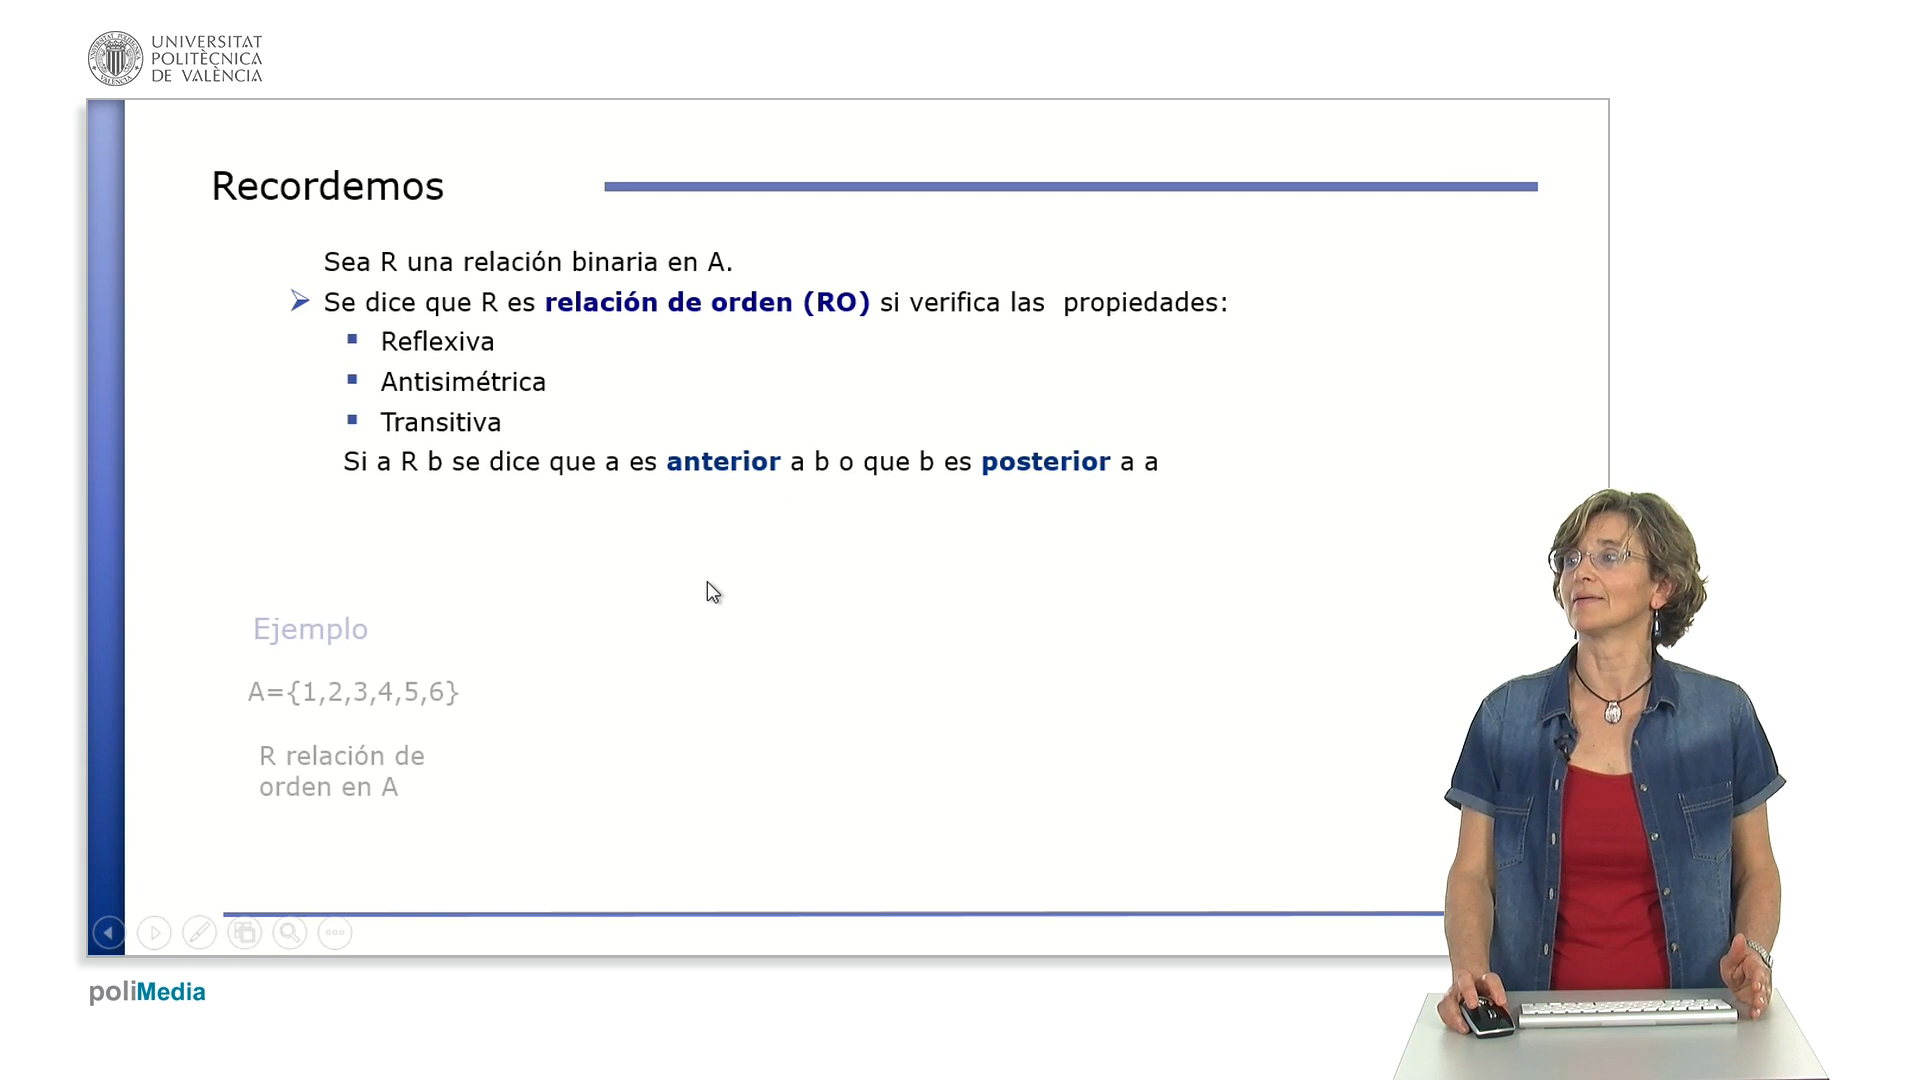 UNIVERSITAT
POLITÈCNICA
DE VALÈNCIA
Recordemos
Sea R una relación binaria en A.
Se dice que R es relación de orden (RO) si verifica las propiedades:
Reflexiva
Antisimétrica
Transitiva
Si a R b se dice que a es anterior a b o que b es posterior a a
Ejemplo
A={1,2,3,4,5,6}
R relación de
orden en A
poliMedia